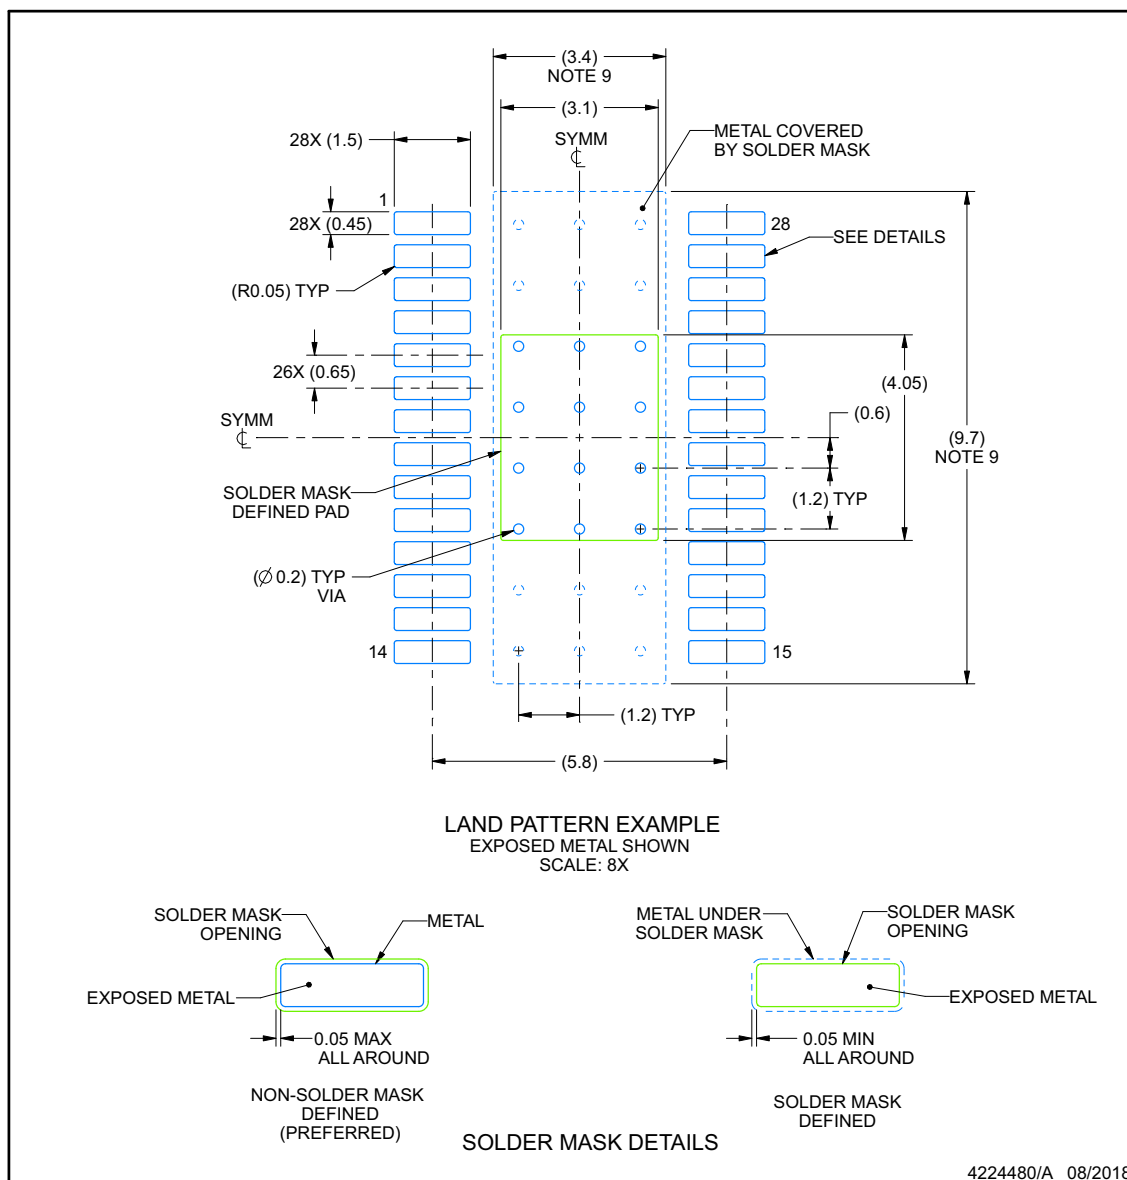 (3.4)
NOTE 9
(3.1)
SYMM
℄
METAL COVERED
BY SOLDER MASK
28X (1.5)
1
28X (0.45)
28
SEE DETAILS
(R0.05) TYP
26X (0.65)
(4.05)
(0.6)
SYMM
℄
(9.7)
NOTE 9
SOLDER MASK
DEFINED PAD
(1.2) TYP
(Ø 0.2) TYP
VIA
14
15
(1.2) TYP
(5.8)
LAND PATTERN EXAMPLE
EXPOSED METAL SHOWN
SCALE: 8X
SOLDER MASK
OPENING
METAL
EXPOSED METAL
0.05 MAX
ALL AROUND
NON-SOLDER MASK
DEFINED
(PREFERRED)
METAL UNDER
SOLDER MASK
SOLDER MASK
OPENING
EXPOSED METAL
0.05 MIN
ALL AROUND
SOLDER MASK
DEFINED
SOLDER MASK DETAILS
4224480/A 08/2018